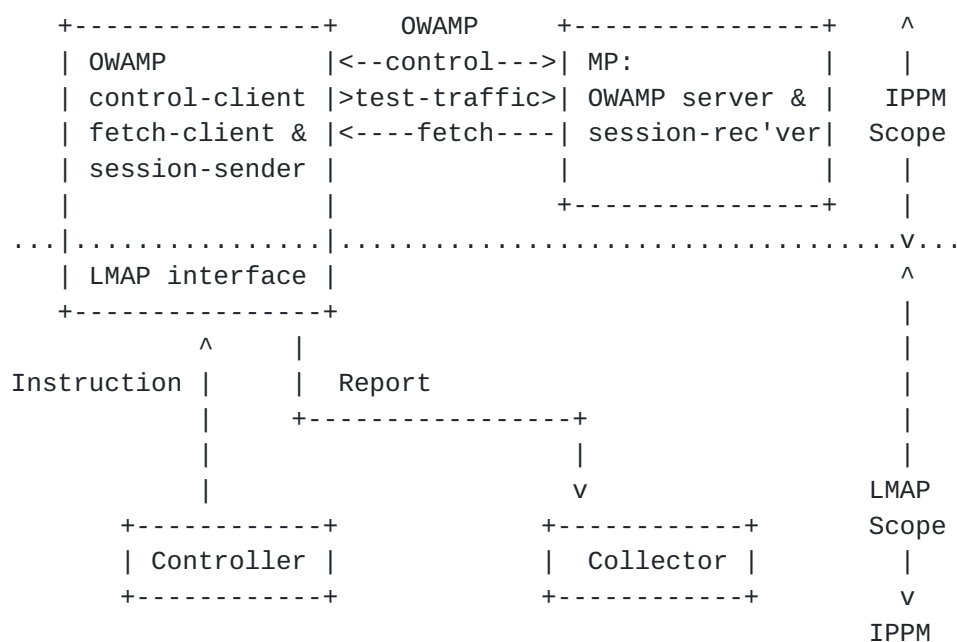 +----------------+    OWAMP    +----------------+    ^
| OWAMP          |<--control--->| MP:            |    |
| control-client |>test-traffic>| OWAMP server & |   IPPM
| fetch-client & |<----fetch----| session-rec'ver|  Scope
| session-sender |              |                |    |
|                |              +----------------+    |
...|................|....................................v...
| LMAP interface |                                    ^
+----------------+                                    |
^     |                                       |
Instruction |     |  Report                               |
|     +-----------------+                     |
|                       |                     |
|                       v                   LMAP
+------------+             +------------+       Scope
| Controller |             |  Collector |         |
+------------+             +------------+         v
IPPM